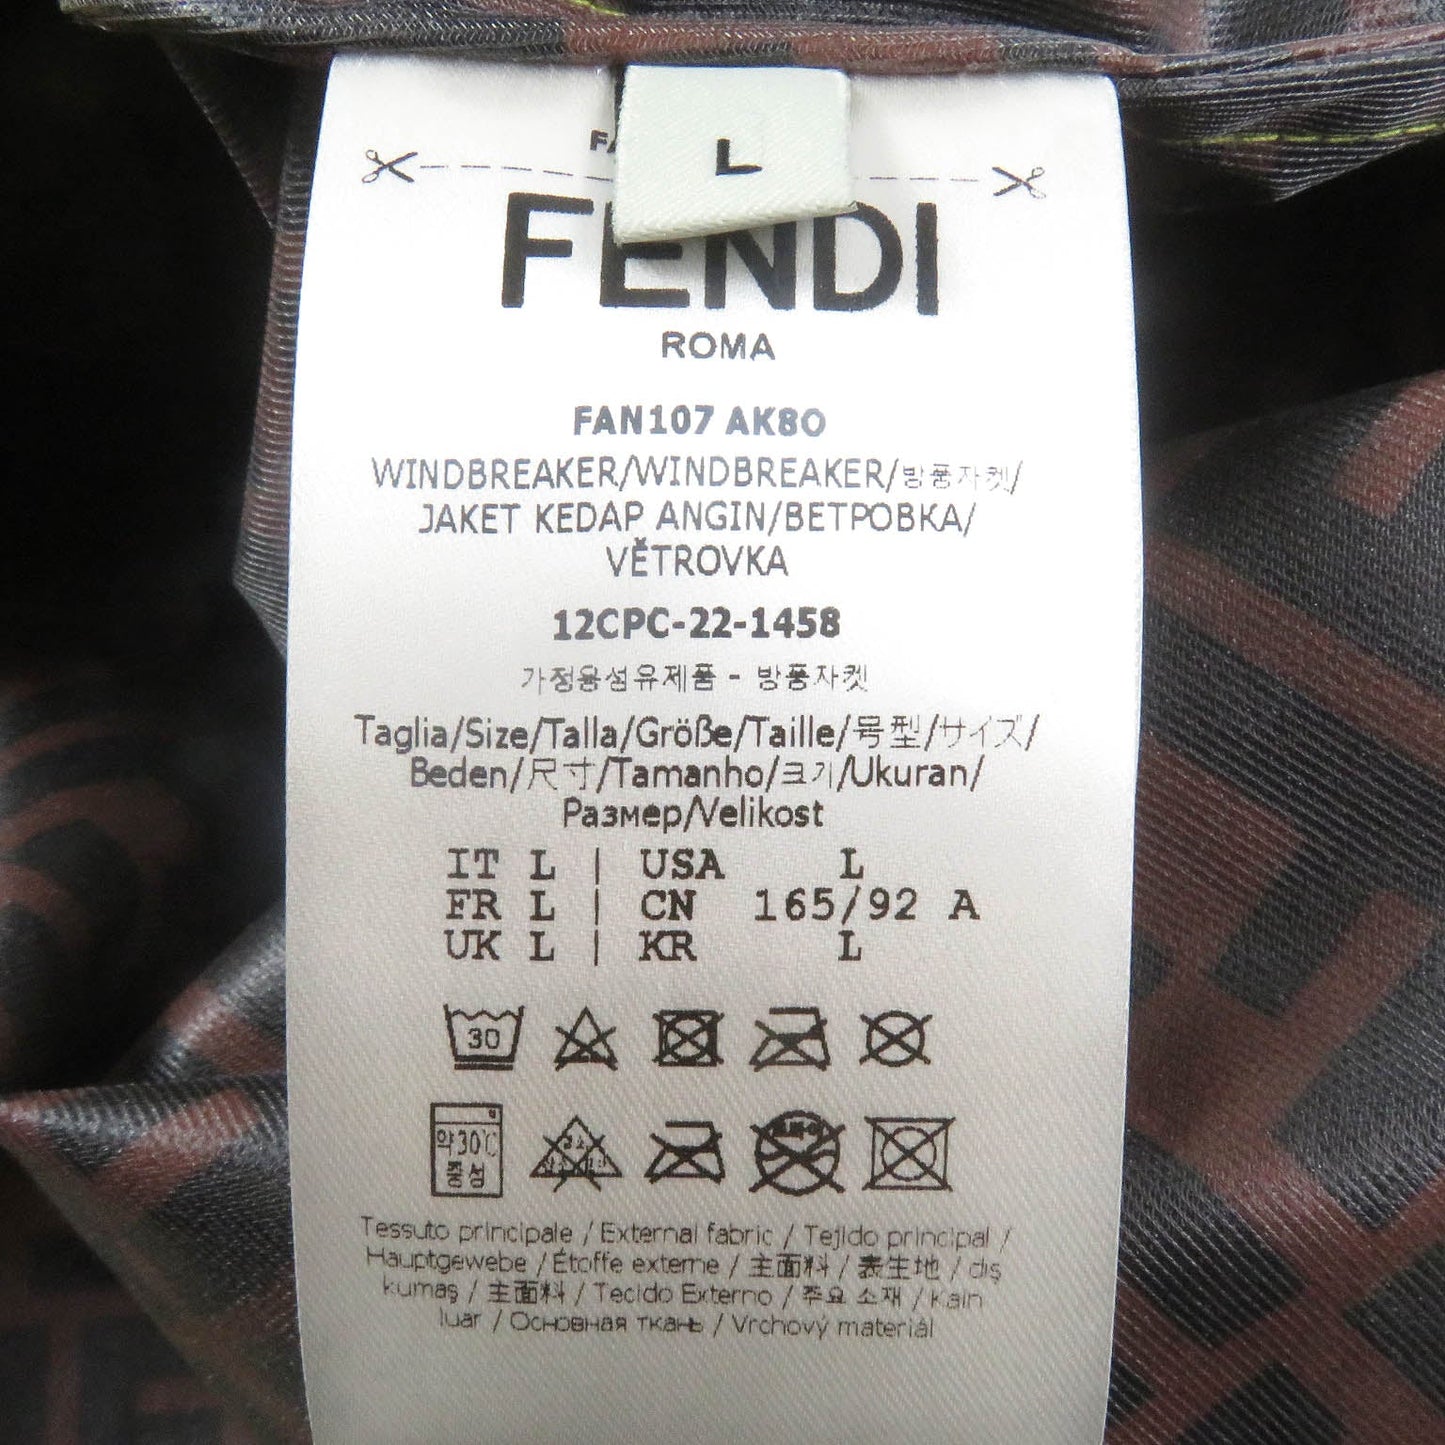 L
FENDI
ROMA
FAN107 AK8O
WINDBREAKER/WINDBREAKER/방풍자켓/
JAKET KEDAP ANGIN/ВЕТРОВКА/
VĚTROVKA
12CPC-22-1458
가정용섬유제품 - 방풍자켓
Taglia/Size/Talla/Größe/Taille/号型/サイズ/
Beden/尺寸/Tamanho/크기/Ukuran/
Размер/Velikost
IT L | USA L
FR L | CN 165/92 A
UK L | KR L
30
약30℃
중성
Tessuto principale / External fabric / Tejido principal /
Hauptgewebe / Étoffe externe / 主面料 / 表生地 / dış
kumaş / 主面料 / Tecido Externo / 주요 소재 / Kain
luar / Основная ткань / Vrchový materiál